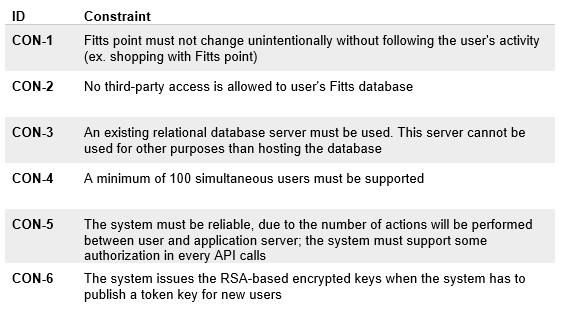 ID Constraint
CON-1 Fitts point must not change unintentionally without following the user's activity
(ex. shopping with Fitts point)
CON-2 No third-party access is allowed to user's Fitts database
CON-3 An existing relational database server must be used. This server cannot be
used for other purposes than hosting the database
CON-4 A minimum of 100 simultaneous users must be supported
CON-5 The system must be reliable, due to the number of actions will be performed
between user and application server; the system must support some
authorization in every API calls
CON-6 The system issues the RSA-based encrypted keys when the system has to
publish a token key for new users